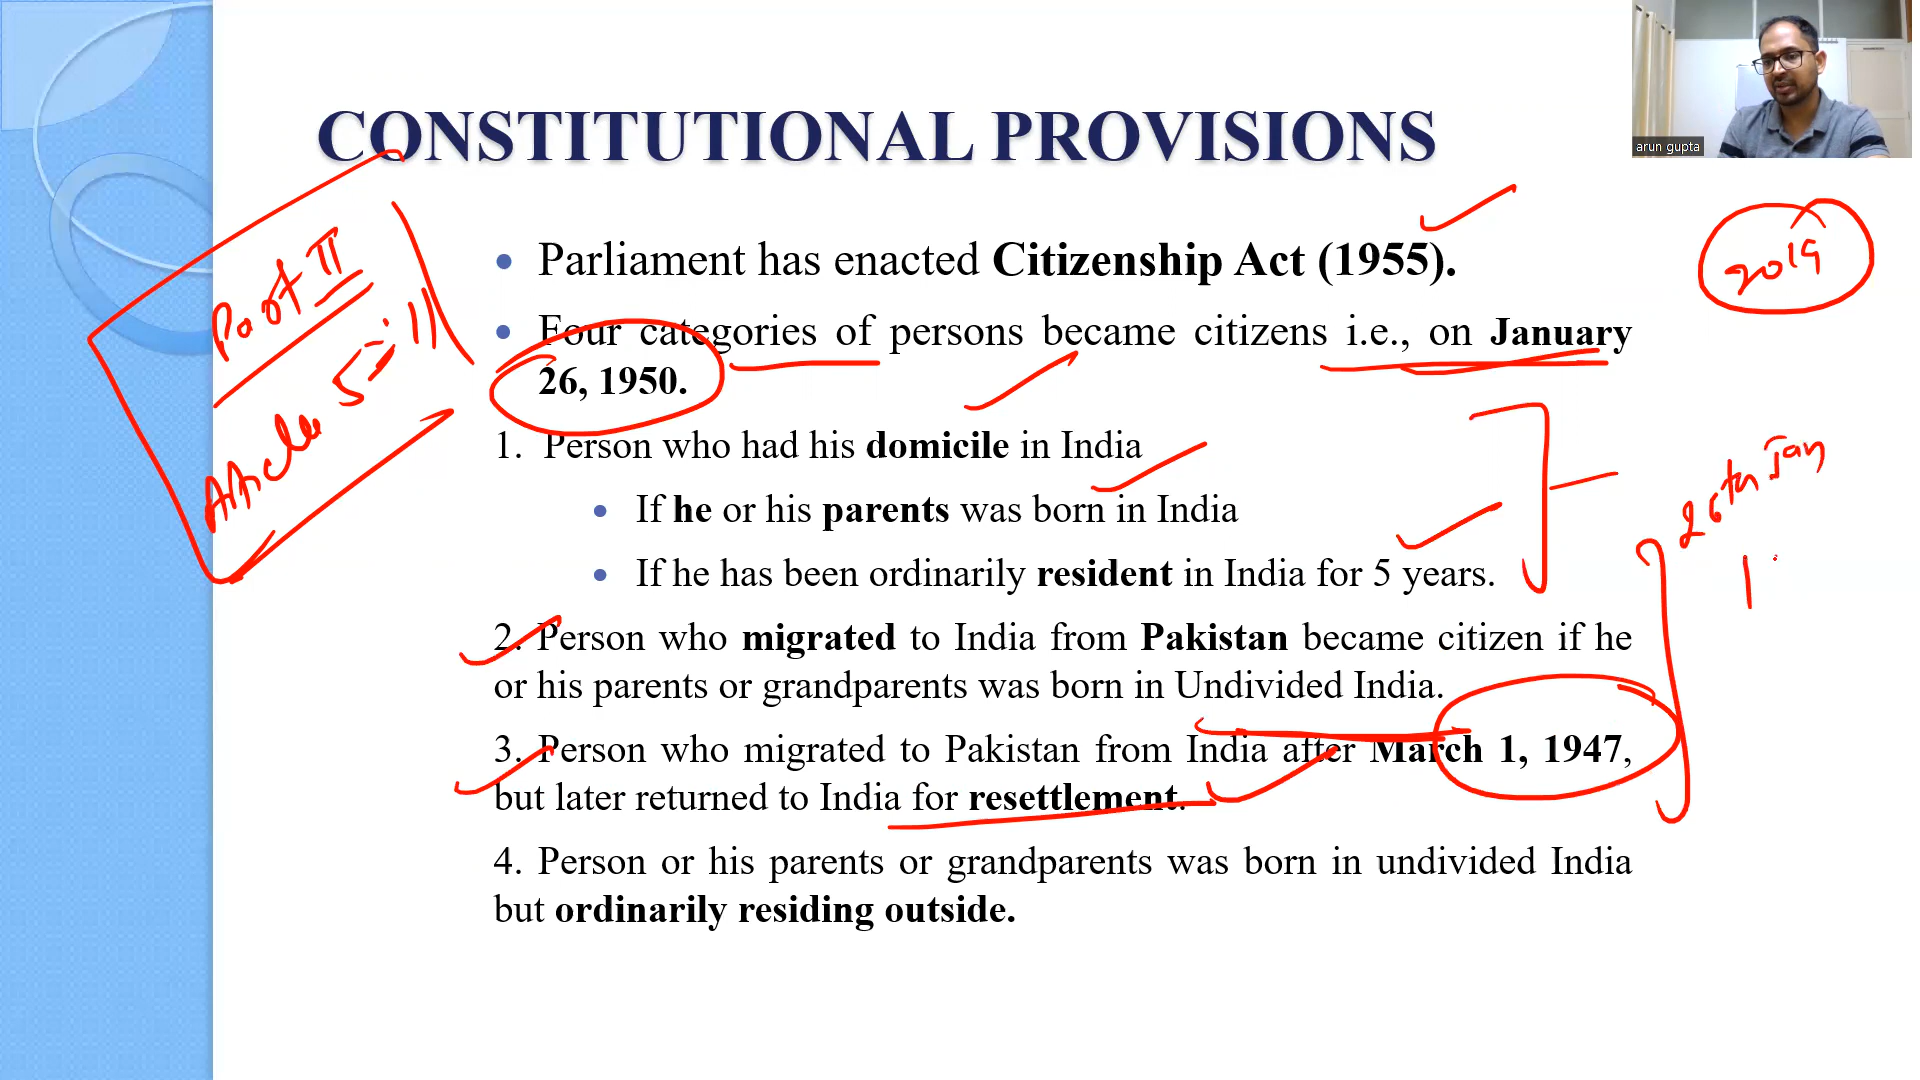 arun gupta
CONSTITUTIONAL PROVISIONS
• Parliament has enacted Citizenship Act (1955).
2019
• Four categories of persons became citizens i.e., on January
26, 1950.
Part II
Article 5-11
1. Person who had his domicile in India
• If he or his parents was born in India
• If he has been ordinarily resident in India for 5 years.
26th Jan
1
2. Person who migrated to India from Pakistan became citizen if he
or his parents or grandparents was born in Undivided India.
3. Person who migrated to Pakistan from India after March 1, 1947,
but later returned to India for resettlement.
4. Person or his parents or grandparents was born in undivided India
but ordinarily residing outside.